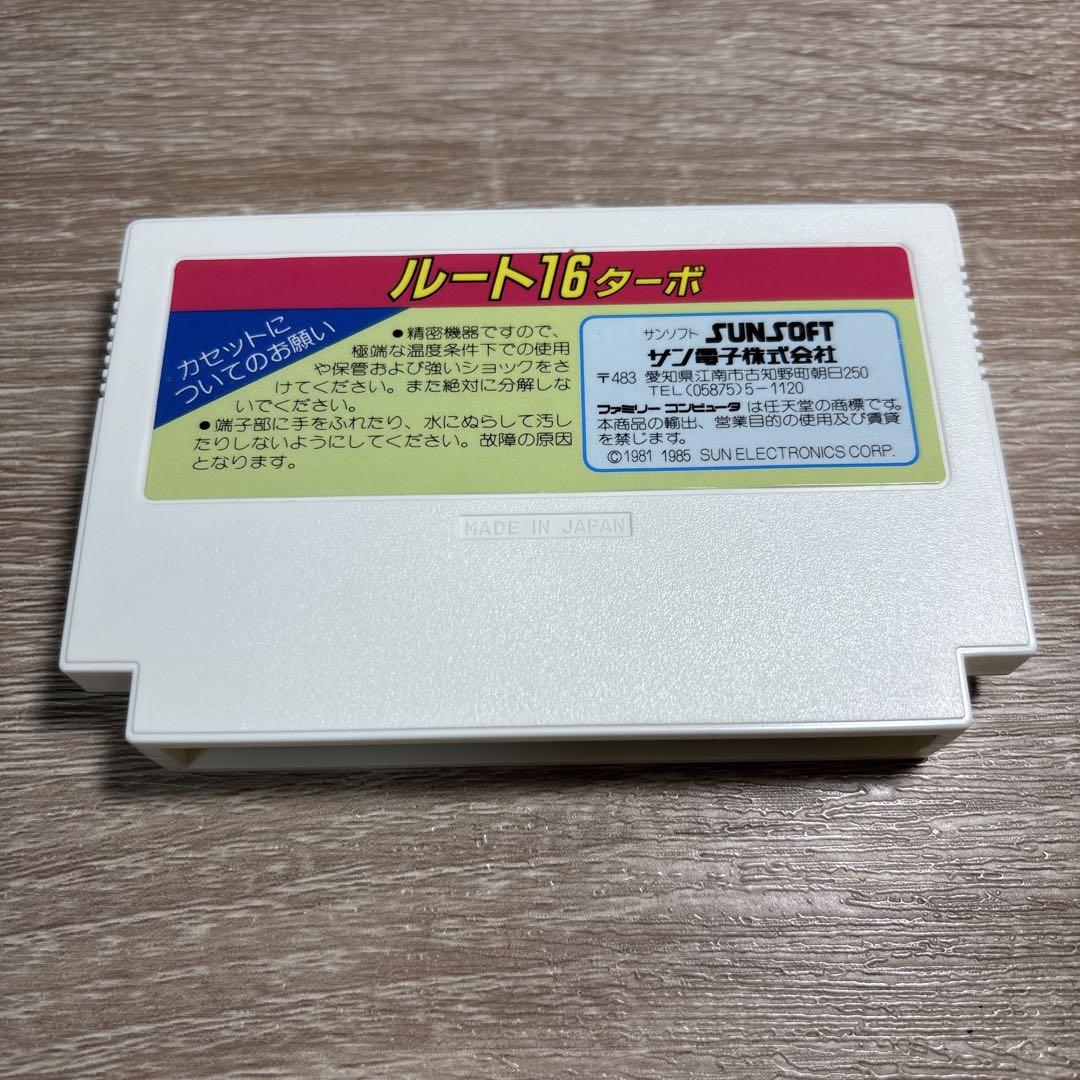 ルート16ターボ
カセットに
ついてのお願い
●精密機器ですので、
極端な温度条件下での使用
や保管および強いショックをさ
けてください。また絶対に分解しな
いでください。
●端子部に手をふれたり、水にぬらして汚し
たりしないようにしてください。故障の原因
となります。
サンソフト SUNSOFT
サン電子株式会社
〒483 愛知県江南市古知野町朝日250
TEL(05875)5-1120
ファミリーコンピュータ は任天堂の商標です。
本商品の輸出、営業目的の使用及び賃貸
を禁じます。
©1981 1985 SUN ELECTRONICS CORP.
MADE IN JAPAN